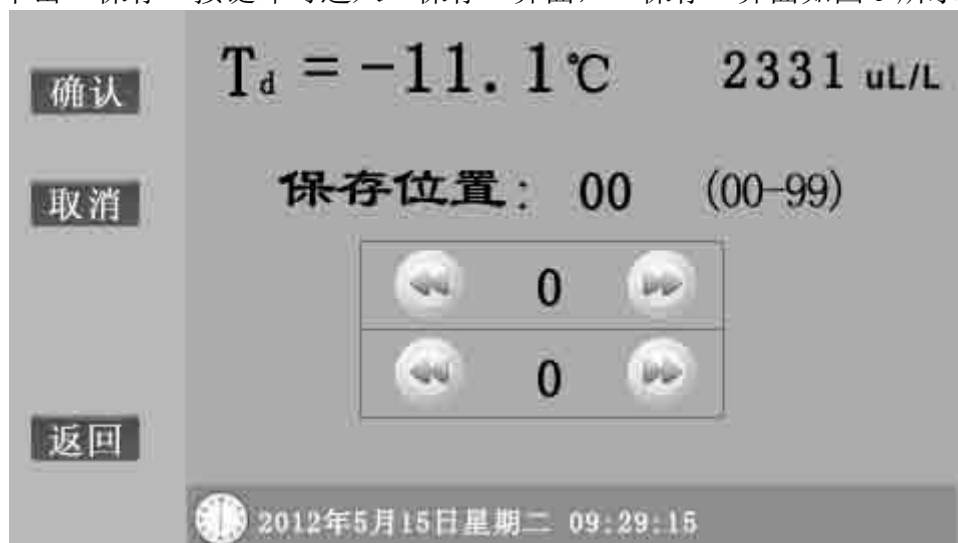 确认
T_d = -11.1℃ 2331 uL/L
取消
保存位置: 00 (00-99)
0
0
返回
2012年5月15日星期二 09:29:15